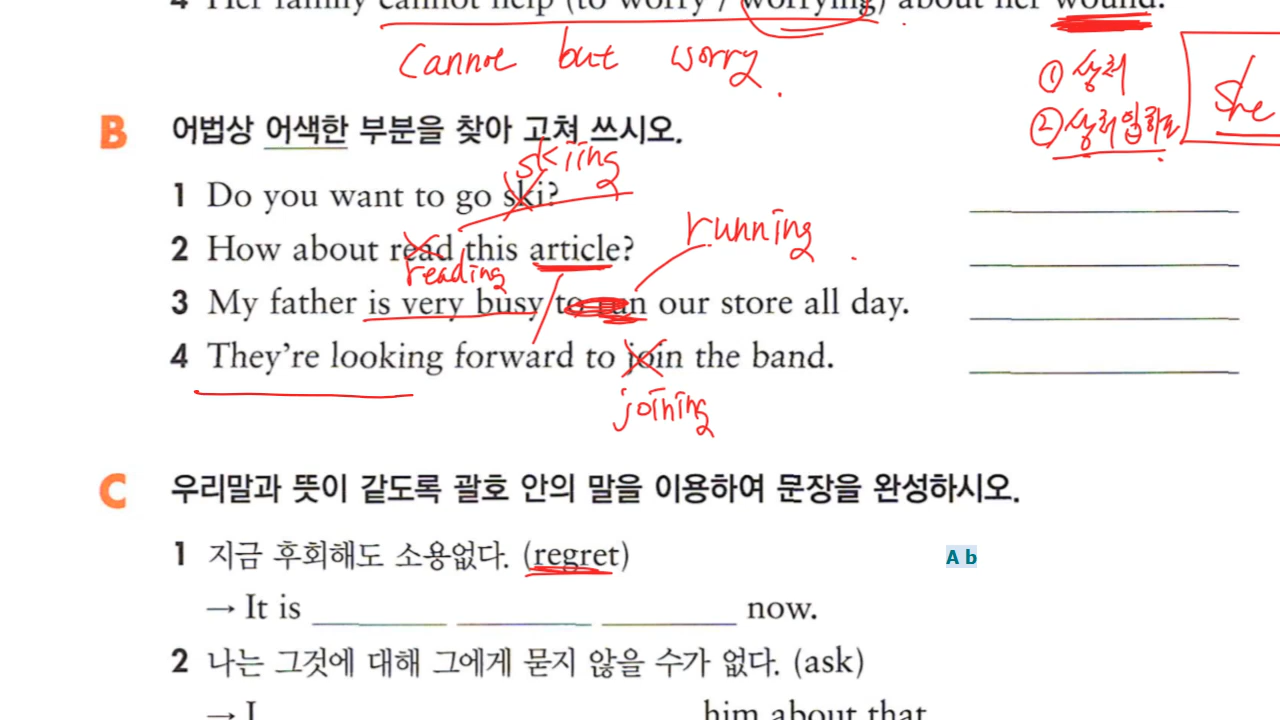 4 Her family cannot help (to worry / worrying) about her wound.
cannot but worry.
① 상처
② 상처입히다
she
B 어법상 어색한 부분을 찾아 고쳐 쓰시오.
skiing
1 Do you want to go ski?
running
2 How about read this article?
reading
3 My father is very busy to run our store all day.
4 They're looking forward to join the band.
joining
C 우리말과 뜻이 같도록 괄호 안의 말을 이용하여 문장을 완성하시오.
1 지금 후회해도 소용없다. (regret)
A b
→ It is now.
2 나는 그것에 대해 그에게 묻지 않을 수가 없다. (ask)
→ I him about that